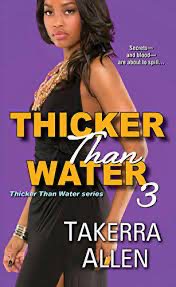 Secrets—
and blood—
are about to spill...
THICKER
Than
WATER
3
Thicker Than Water series
TAKERRA
ALLEN